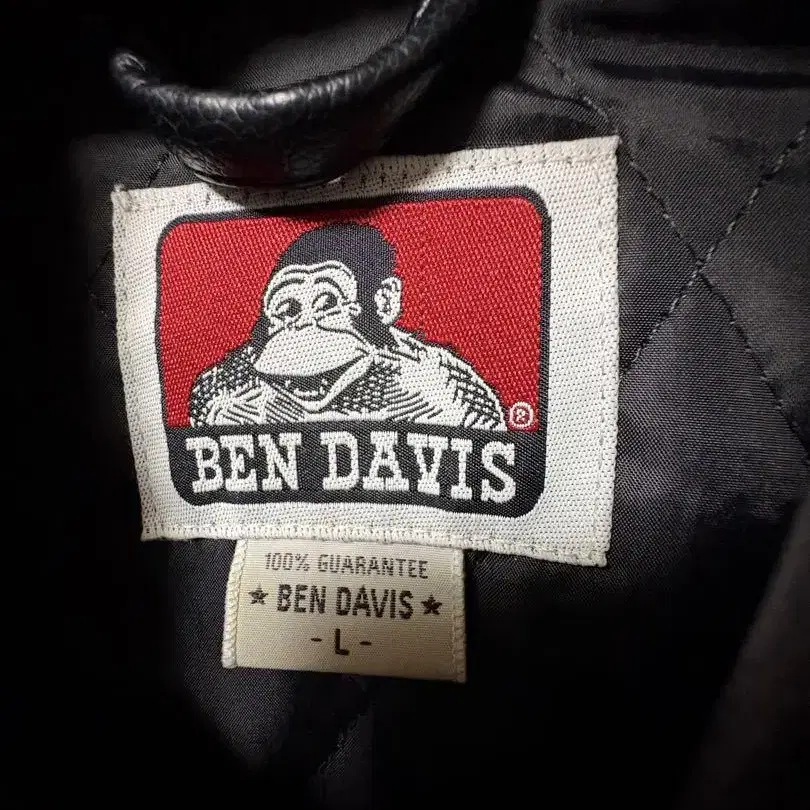 ®
BEN DAVIS
100% GUARANTEE
★ BEN DAVIS ★
- L -